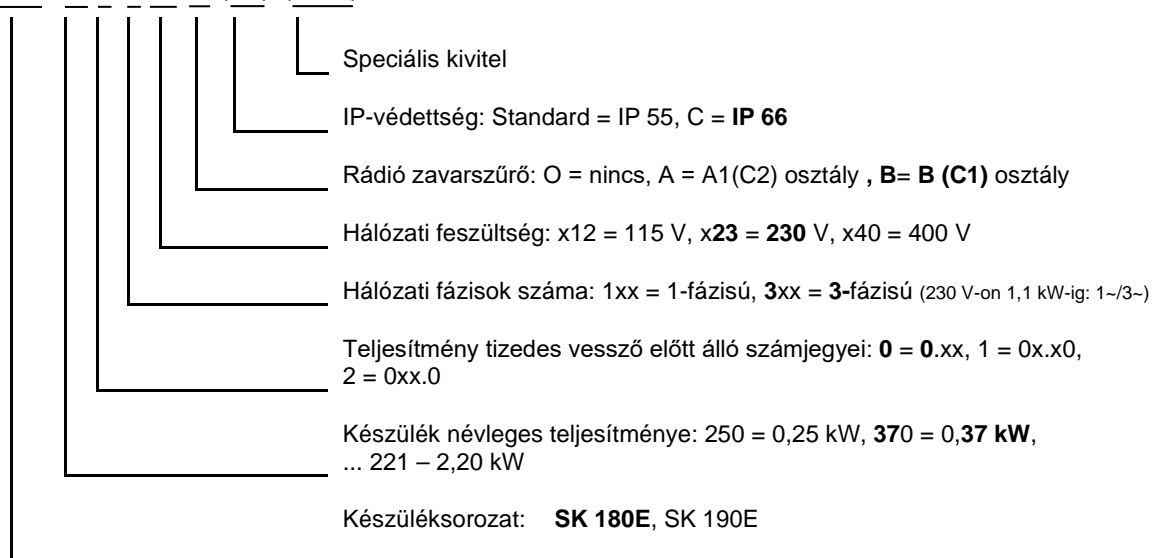 Speciális kivitel
IP-védettség: Standard = IP 55, C = IP 66
Rádió zavarszűrő: O = nincs, A = A1(C2) osztály , B= B (C1) osztály
Hálózati feszültség: x12 = 115 V, x23 = 230 V, x40 = 400 V
Hálózati fázisok száma: 1xx = 1-fázisú, 3xx = 3-fázisú (230 V-on 1,1 kW-ig: 1~/3~)
Teljesítmény tizedes vessző előtt álló számjegyei: 0 = 0.xx, 1 = 0x.x0,
2 = 0xx.0
Készülék névleges teljesítménye: 250 = 0,25 kW, 370 = 0,37 kW,
... 221 – 2,20 kW
Készüléksorozat: SK 180E, SK 190E